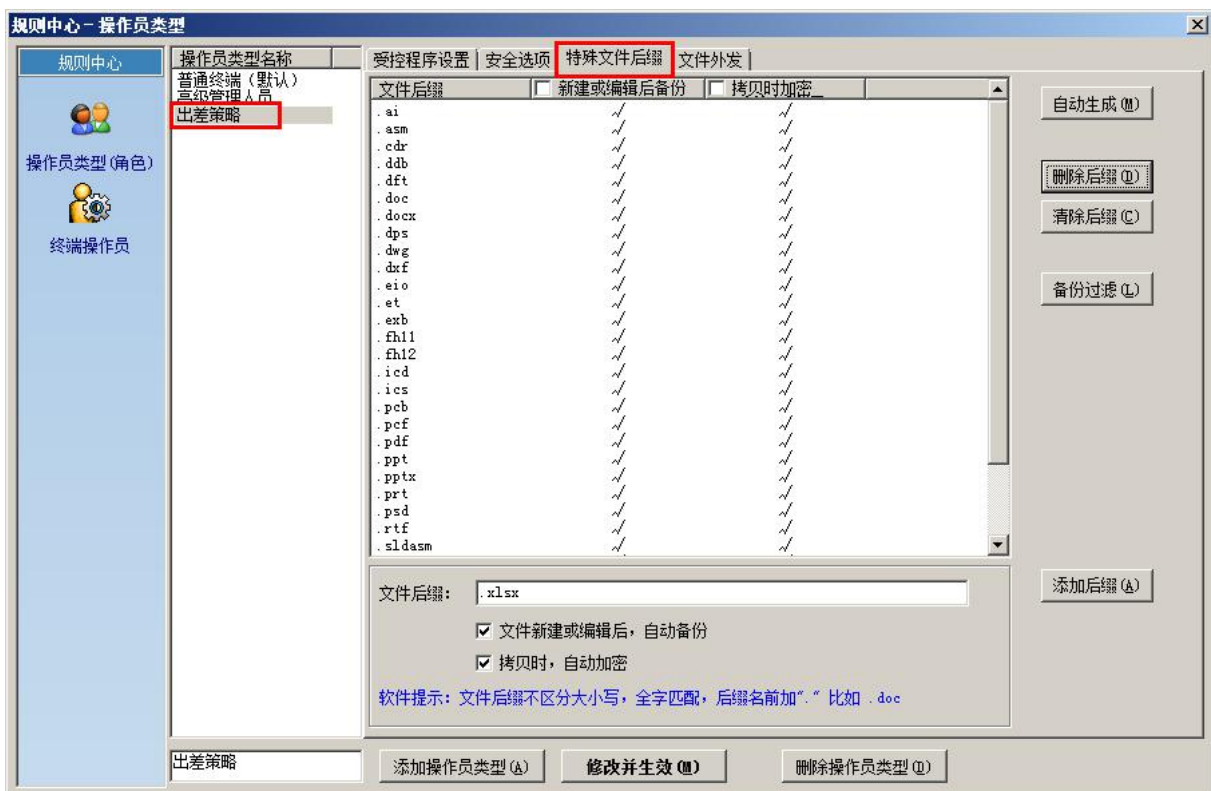 规则中心-操作员类型
规则中心
操作员类型(角色)
终端操作员
操作员类型名称
普通终端（默认）
高级管理人员
出差策略
受控程序设置 安全选项 特殊文件后缀 文件外发
文件后缀 新建或编辑后备份 拷贝时加密_
.ai √ √
.asm √ √
.cdr √ √
.ddb √ √
.dft √ √
.doc √ √
.docx √ √
.dps √ √
.dwg √ √
.dxf √ √
.eio √ √
.et √ √
.exb √ √
.fh11 √ √
.fh12 √ √
.icd √ √
.ics √ √
.pcb √ √
.pcf √ √
.pdf √ √
.ppt √ √
.pptx √ √
.prt √ √
.psd √ √
.rtf √ √
.sldasm √ √
自动生成(M)
删除后缀(D)
清除后缀(C)
备份过滤(L)
文件后缀： .xlsx
添加后缀(A)
文件新建或编辑后，自动备份
拷贝时，自动加密
软件提示：文件后缀不区分大小写，全字匹配，后缀名前加"." 比如 .doc
出差策略
添加操作员类型(A) 修改并生效(M) 删除操作员类型(D)